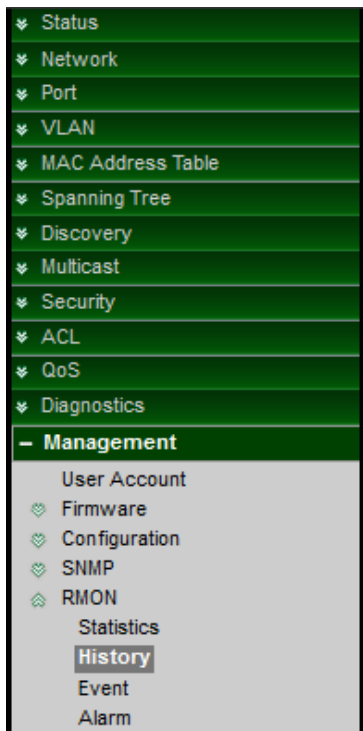 Status
Network
Port
VLAN
MAC Address Table
Spanning Tree
Discovery
Multicast
Security
ACL
QoS
Diagnostics
Management
User Account
Firmware
Configuration
SNMP
RMON
Statistics
History
Event
Alarm